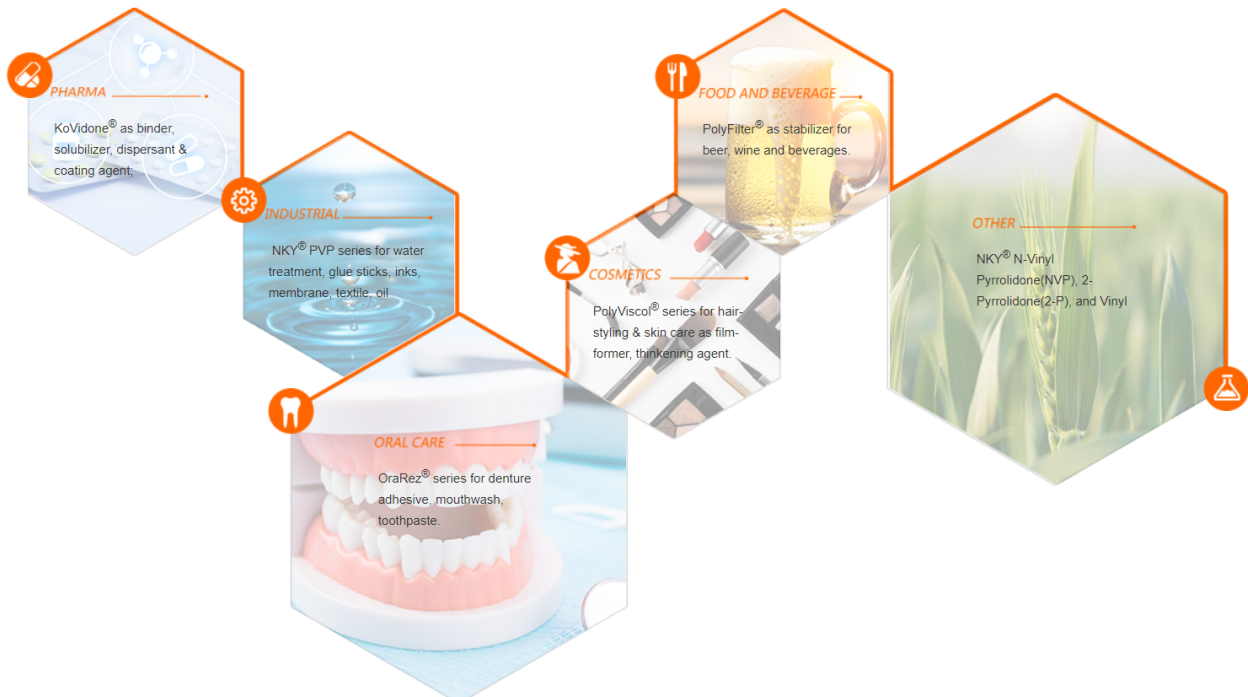 PHARMA
KoVidone® as binder,
solubilizer, dispersant &
coating agent;
INDUSTRIAL
NKY® PVP series for water
treatment, glue sticks, inks,
membrane, textile, oil
ORAL CARE
OraRez® series for denture
adhesive, mouthwash,
toothpaste.
COSMETICS
PolyViscol® series for hair-
styling & skin care as film-
former, thinkening agent.
FOOD AND BEVERAGE
PolyFilter® as stabilizer for
beer, wine and beverages.
OTHER
NKY® N-Vinyl
Pyrrolidone(NVP), 2-
Pyrrolidone(2-P), and Vinyl